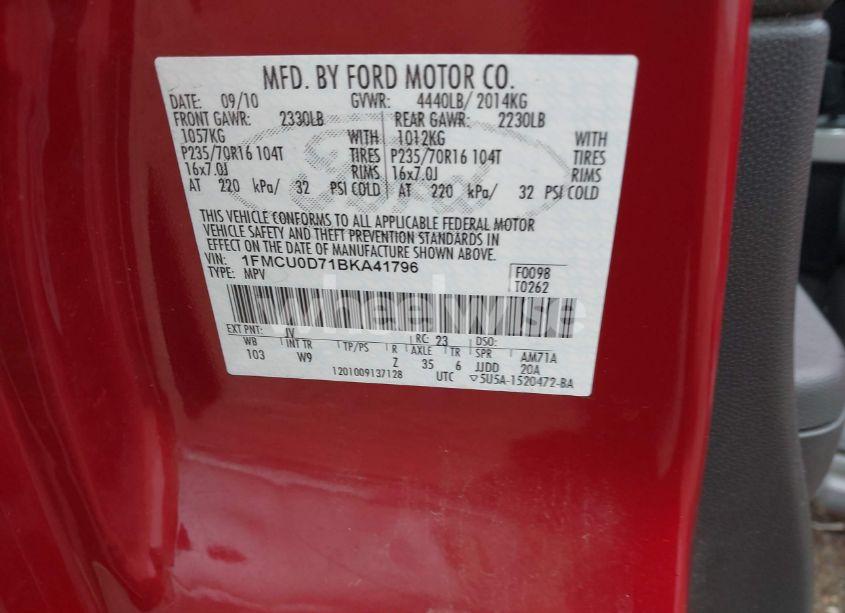 MFD. BY FORD MOTOR CO.
DATE: 09/10 GVWR: 4440LB/ 2014KG
FRONT GAWR: 2330LB REAR GAWR: 2230LB
1057KG WITH 1012KG WITH
P235/70R16 104T TIRES P235/70R16 104T TIRES
16x7.0J RIMS 16x7.0J RIMS
AT 220 kPa/ 32 PSI COLD AT 220 kPa/ 32 PSI COLD
Ford
THIS VEHICLE CONFORMS TO ALL APPLICABLE FEDERAL MOTOR
VEHICLE SAFETY AND THEFT PREVENTION STANDARDS IN
EFFECT ON THE DATE OF MANUFACTURE SHOWN ABOVE.
VIN: 1FMCU0D71BKA41796 F0098
TYPE: MPV T0262
wheelwise
EXT PNT: JV RC: 23 DSO:
WB INT TR TP/PS R AXLE TR SPR AM71A
103 W9 Z 35 6 JJDD 20A
1201009137128 UTC ▽5U5A-1520472-BA